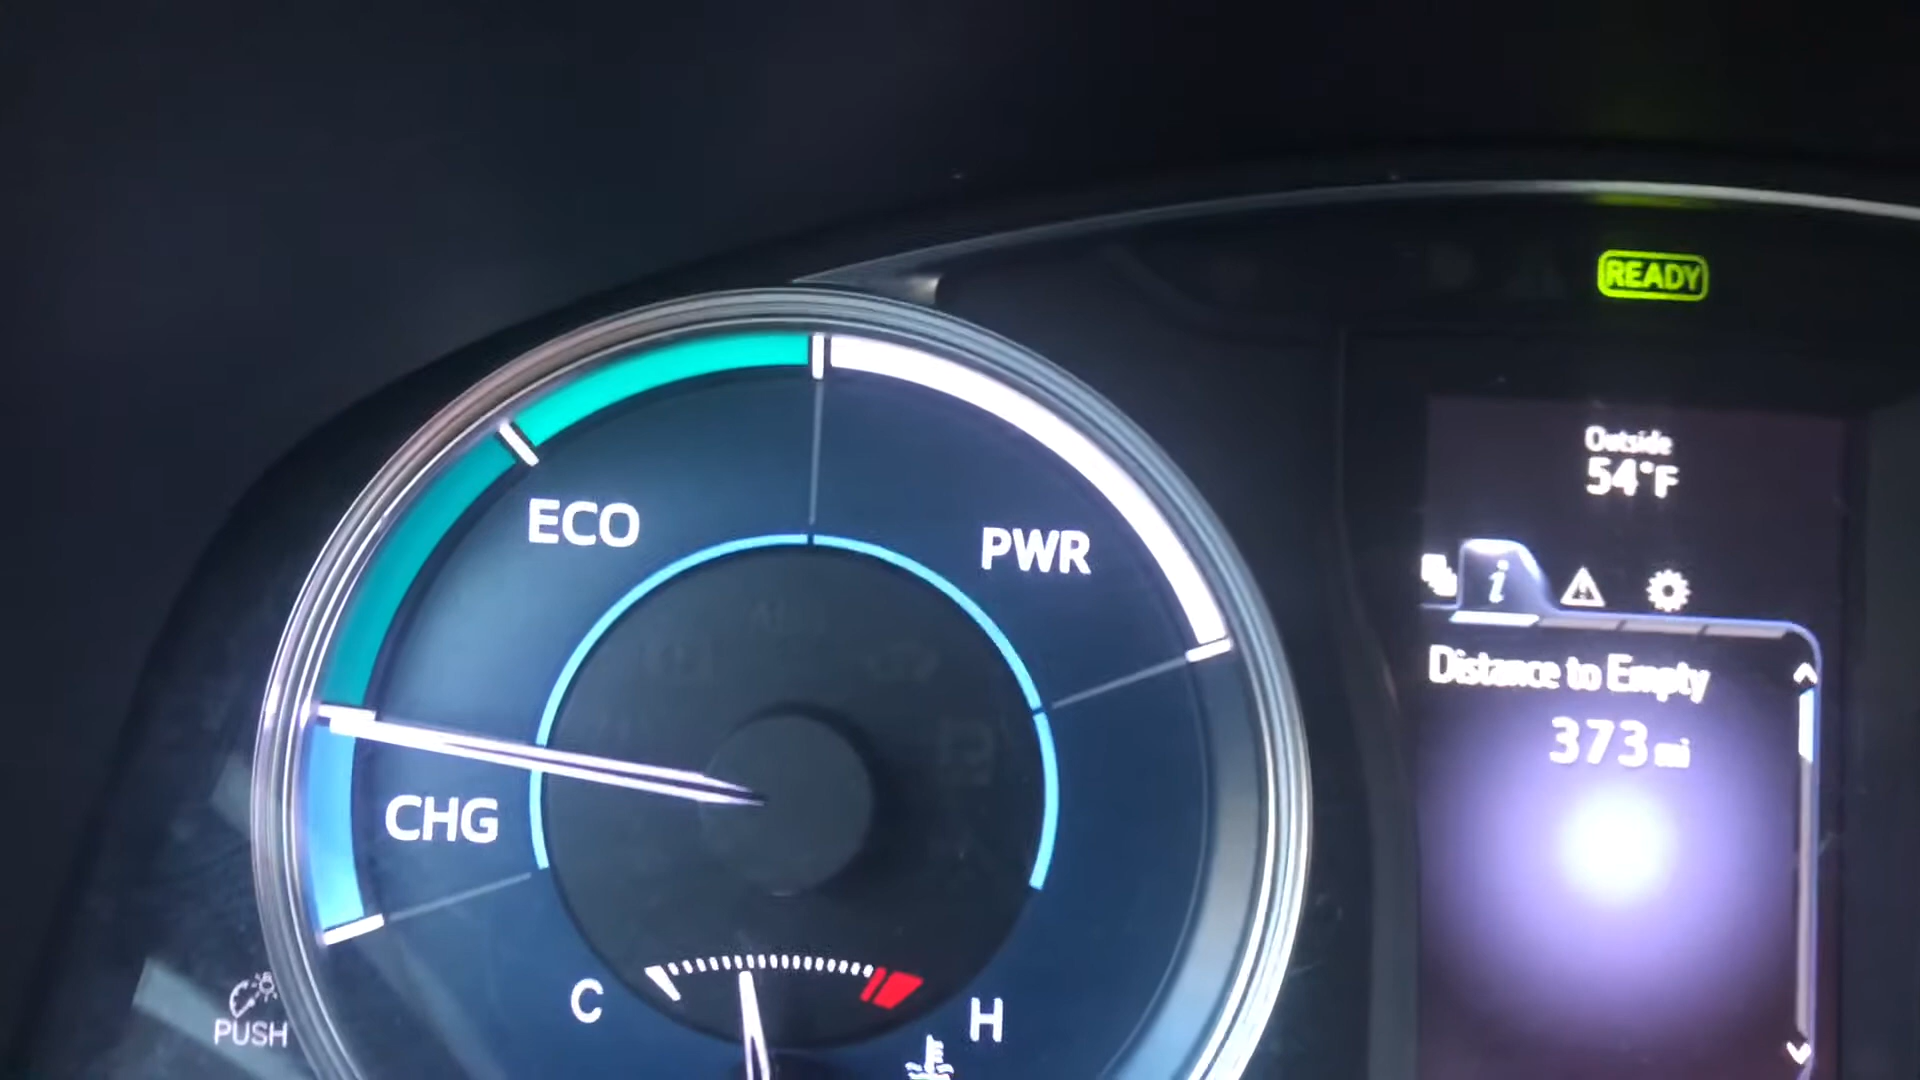 READY
Outside
54°F
ECO
PWR
i
Distance to Empty
373 mi
CHG
C
H
PUSH